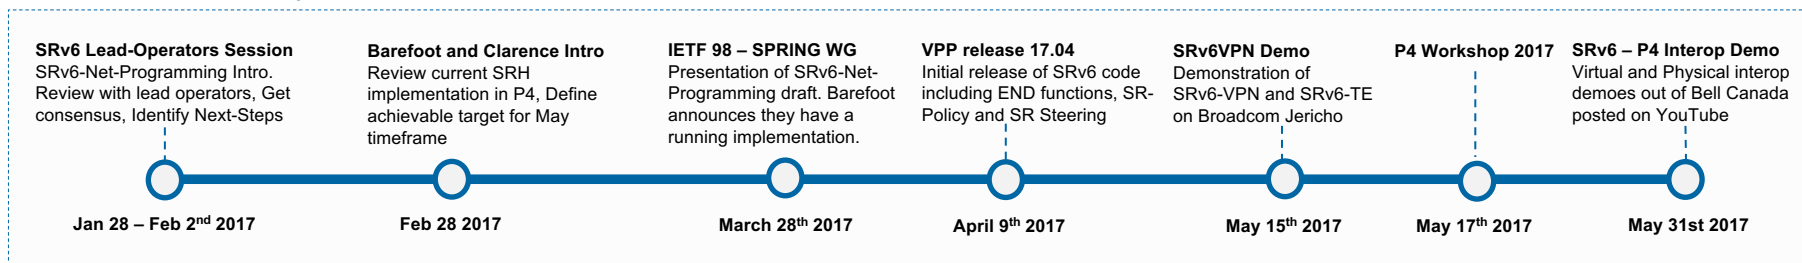 SRv6 Lead-Operators Session
SRv6-Net-Programming Intro.
Review with lead operators, Get
consensus, Identify Next-Steps
Jan 28 – Feb 2nd 2017
Barefoot and Clarence Intro
Review current SRH
implementation in P4, Define
achievable target for May
timeframe
Feb 28 2017
IETF 98 – SPRING WG
Presentation of SRv6-Net-
Programming draft. Barefoot
announces they have a
running implementation.
March 28th 2017
VPP release 17.04
Initial release of SRv6 code
including END functions, SR-
Policy and SR Steering
April 9th 2017
SRv6VPN Demo
Demonstration of
SRv6-VPN and SRv6-TE
on Broadcom Jericho
May 15th 2017
P4 Workshop 2017
May 17th 2017
SRv6 – P4 Interop Demo
Virtual and Physical interop
demoes out of Bell Canada
posted on YouTube
May 31st 2017